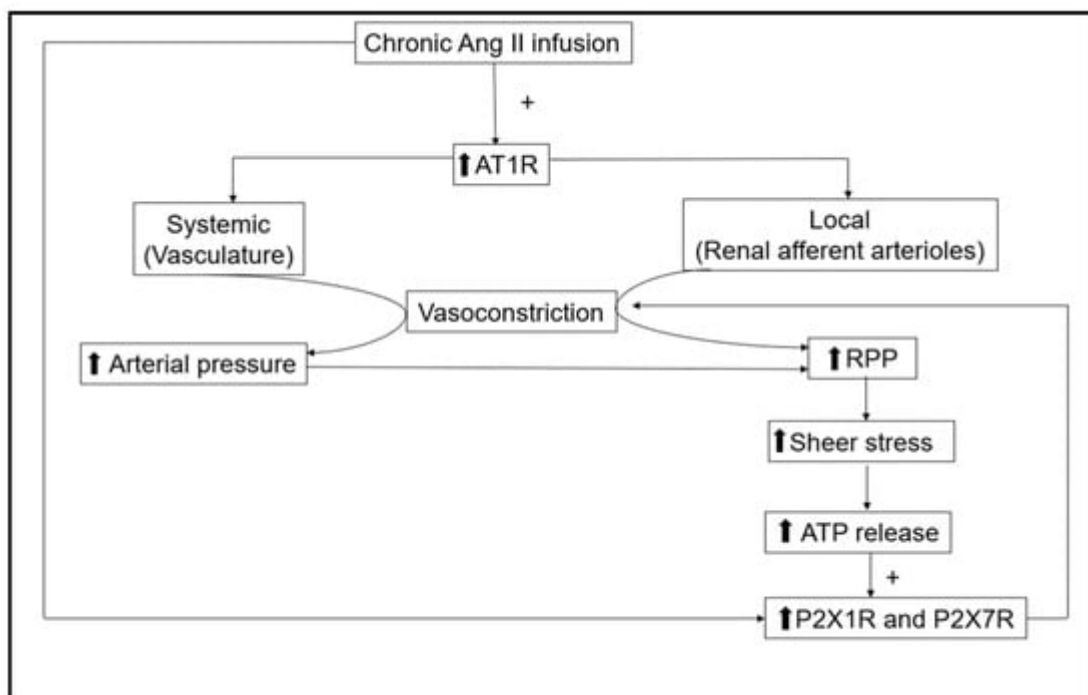 Chronic Ang II infusion
+
⬆AT1R
Systemic
(Vasculature)
Local
(Renal afferent arterioles)
Vasoconstriction
⬆ Arterial pressure
⬆RPP
⬆Sheer stress
⬆ ATP release
+
⬆P2X1R and P2X7R